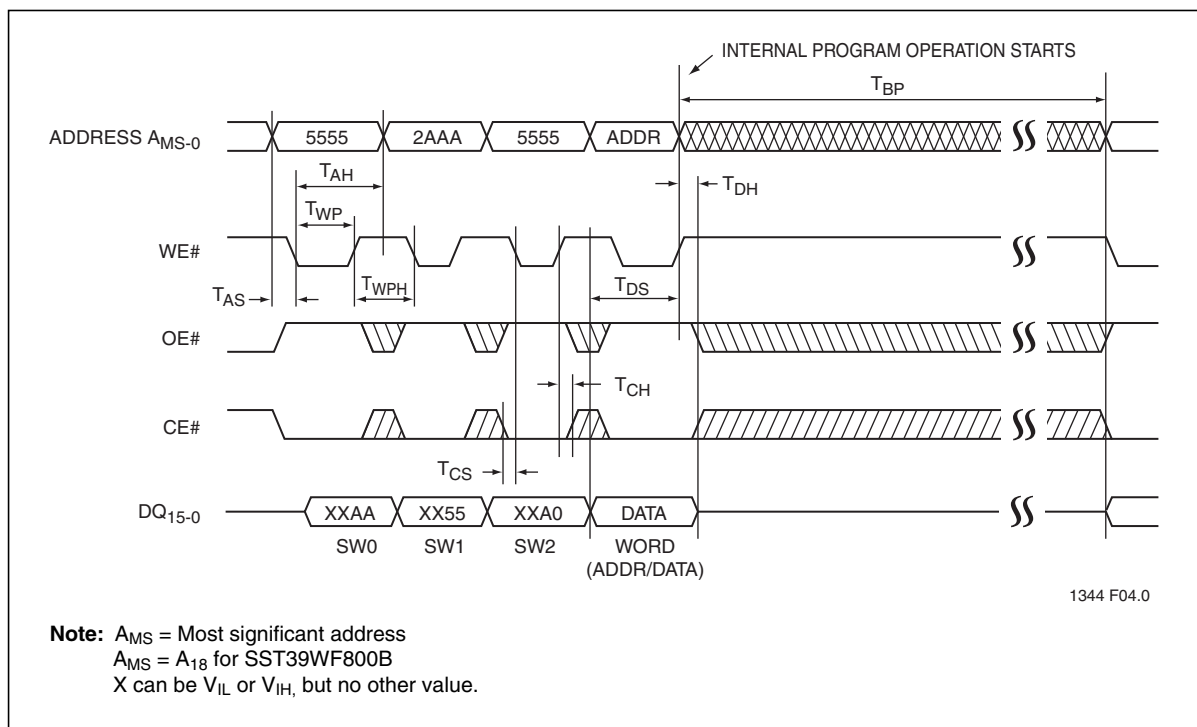 INTERNAL PROGRAM OPERATION STARTS
TBP
ADDRESS AMS-0
5555
2AAA
5555
ADDR
TAH
TDH
TWP
WE#
TAS
TWPH
TDS
OE#
TCH
CE#
TCS
DQ15-0
XXAA
XX55
XXA0
DATA
SW0
SW1
SW2
WORD
(ADDR/DATA)
1344 F04.0
Note: AMS = Most significant address
AMS = A18 for SST39WF800B
X can be VIL or VIH, but no other value.